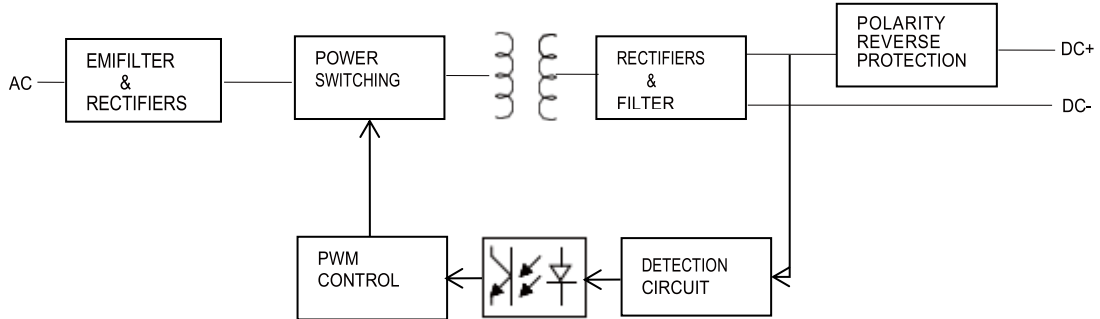 AC
EMIFILTER
&
RECTIFIERS
POWER
SWITCHING
RECTIFIERS
&
FILTER
POLARITY
REVERSE
PROTECTION
DC+
DC-
PWM
CONTROL
DETECTION
CIRCUIT